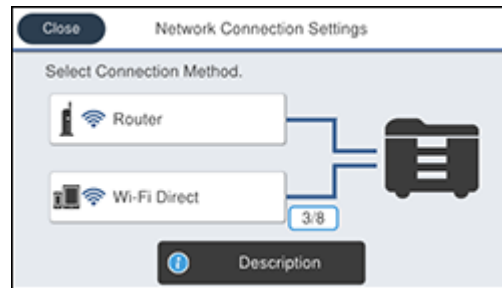 Close
Network Connection Settings
Select Connection Method.
Router
Wi-Fi Direct
3/8
Description